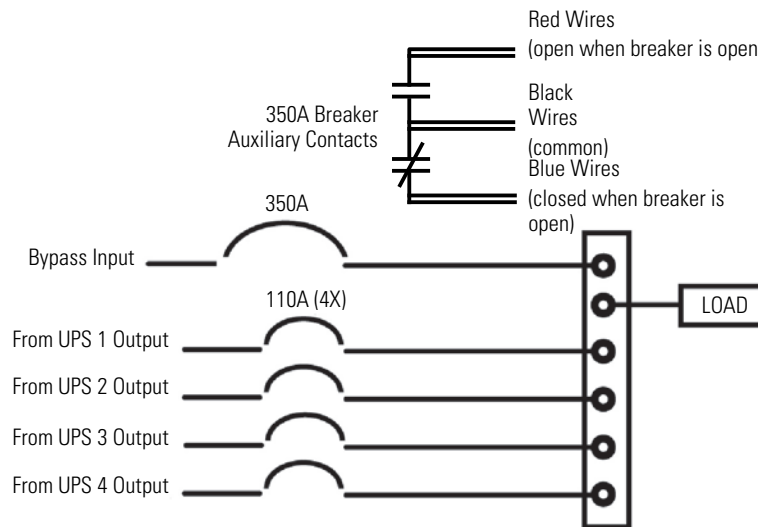 Red Wires
(open when breaker is open
Black
Wires
(common)
350A Breaker
Auxiliary Contacts
Blue Wires
(closed when breaker is
open)
350A
Bypass Input
LOAD
110A (4X)
From UPS 1 Output
From UPS 2 Output
From UPS 3 Output
From UPS 4 Output